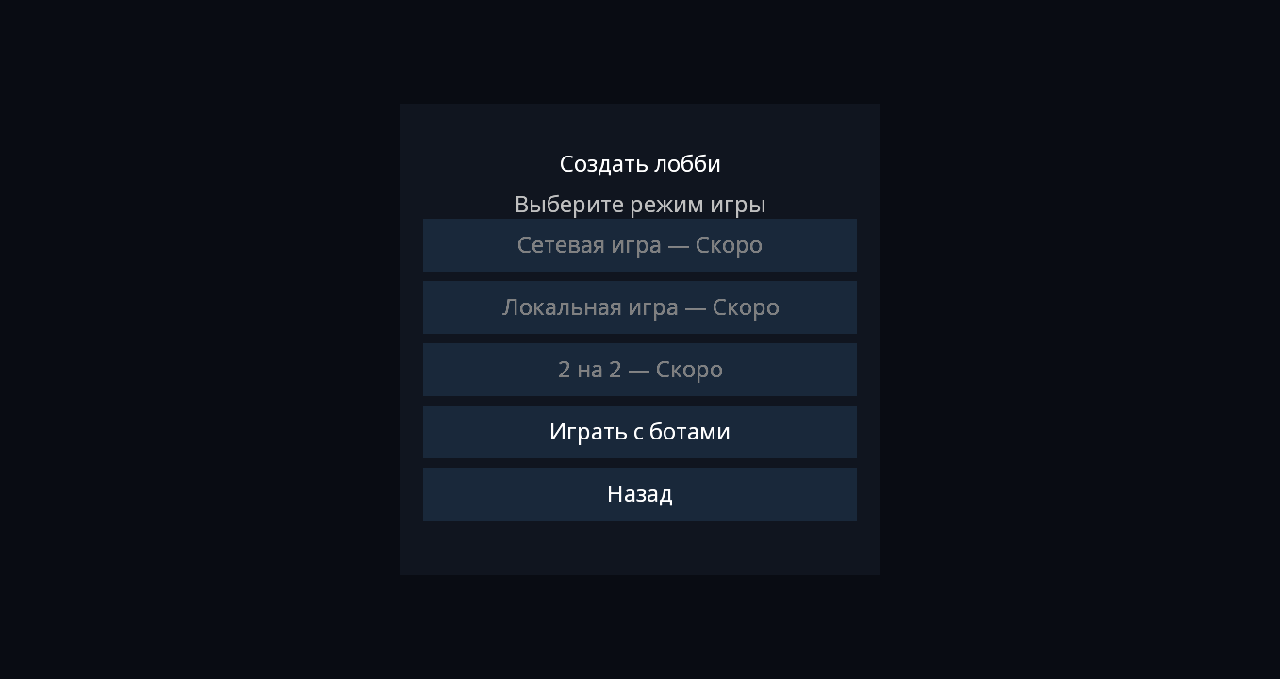 Создать лобби
Выберите режим игры
Сетевая игра — Скоро
Локальная игра — Скоро
2 на 2 — Скоро
Играть с ботами
Назад